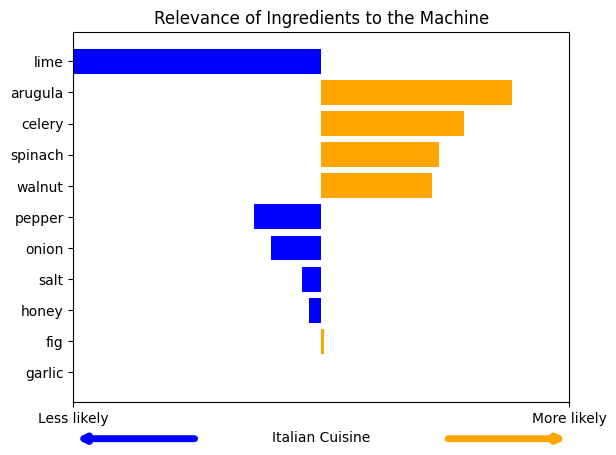 Relevance of Ingredients to the Machine
lime
arugula
celery
spinach
walnut
pepper
onion
salt
honey
fig
garlic
Less likely
More likely
Italian Cuisine